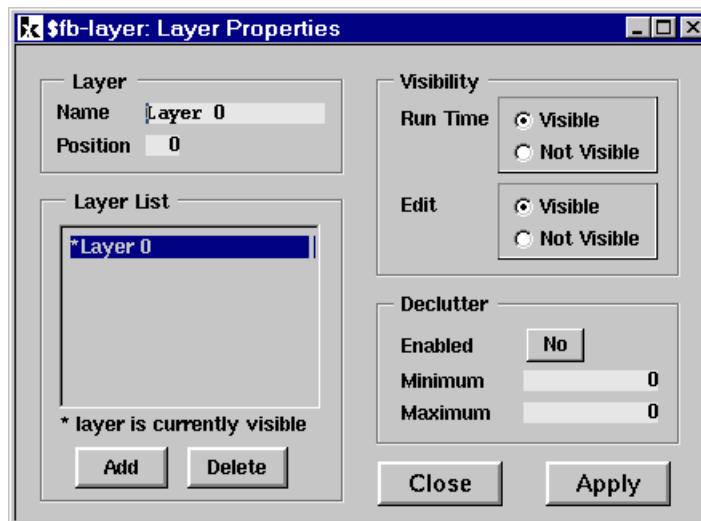 $fb-layer: Layer Properties
Layer
Name Layer 0
Position 0
Layer List
*Layer 0
* layer is currently visible
Add Delete
Visibility
Run Time Visible
Not Visible
Edit Visible
Not Visible
Declutter
Enabled No
Minimum 0
Maximum 0
Close Apply